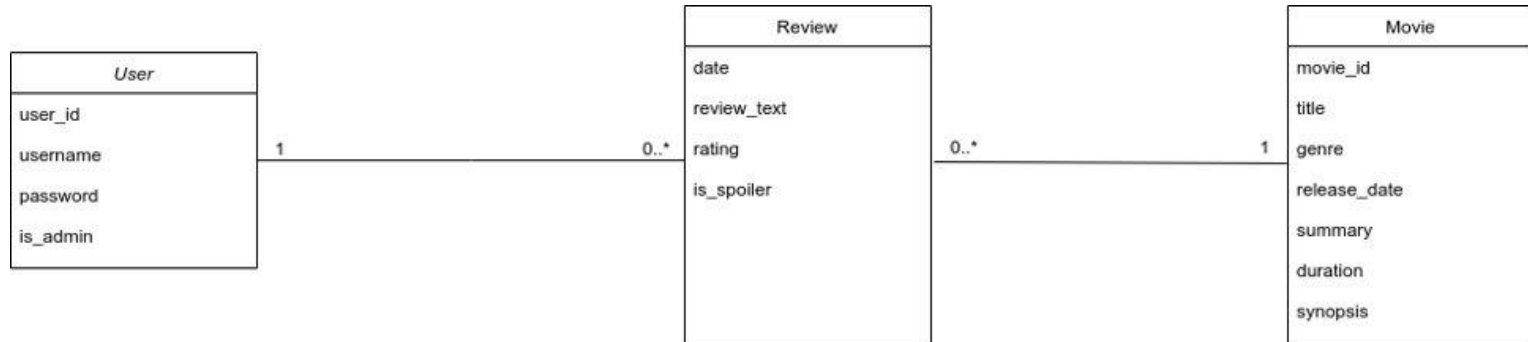 User
user_id
username
password
is_admin
1
0..*
Review
date
review_text
rating
is_spoiler
0..*
1
Movie
movie_id
title
genre
release_date
summary
duration
synopsis